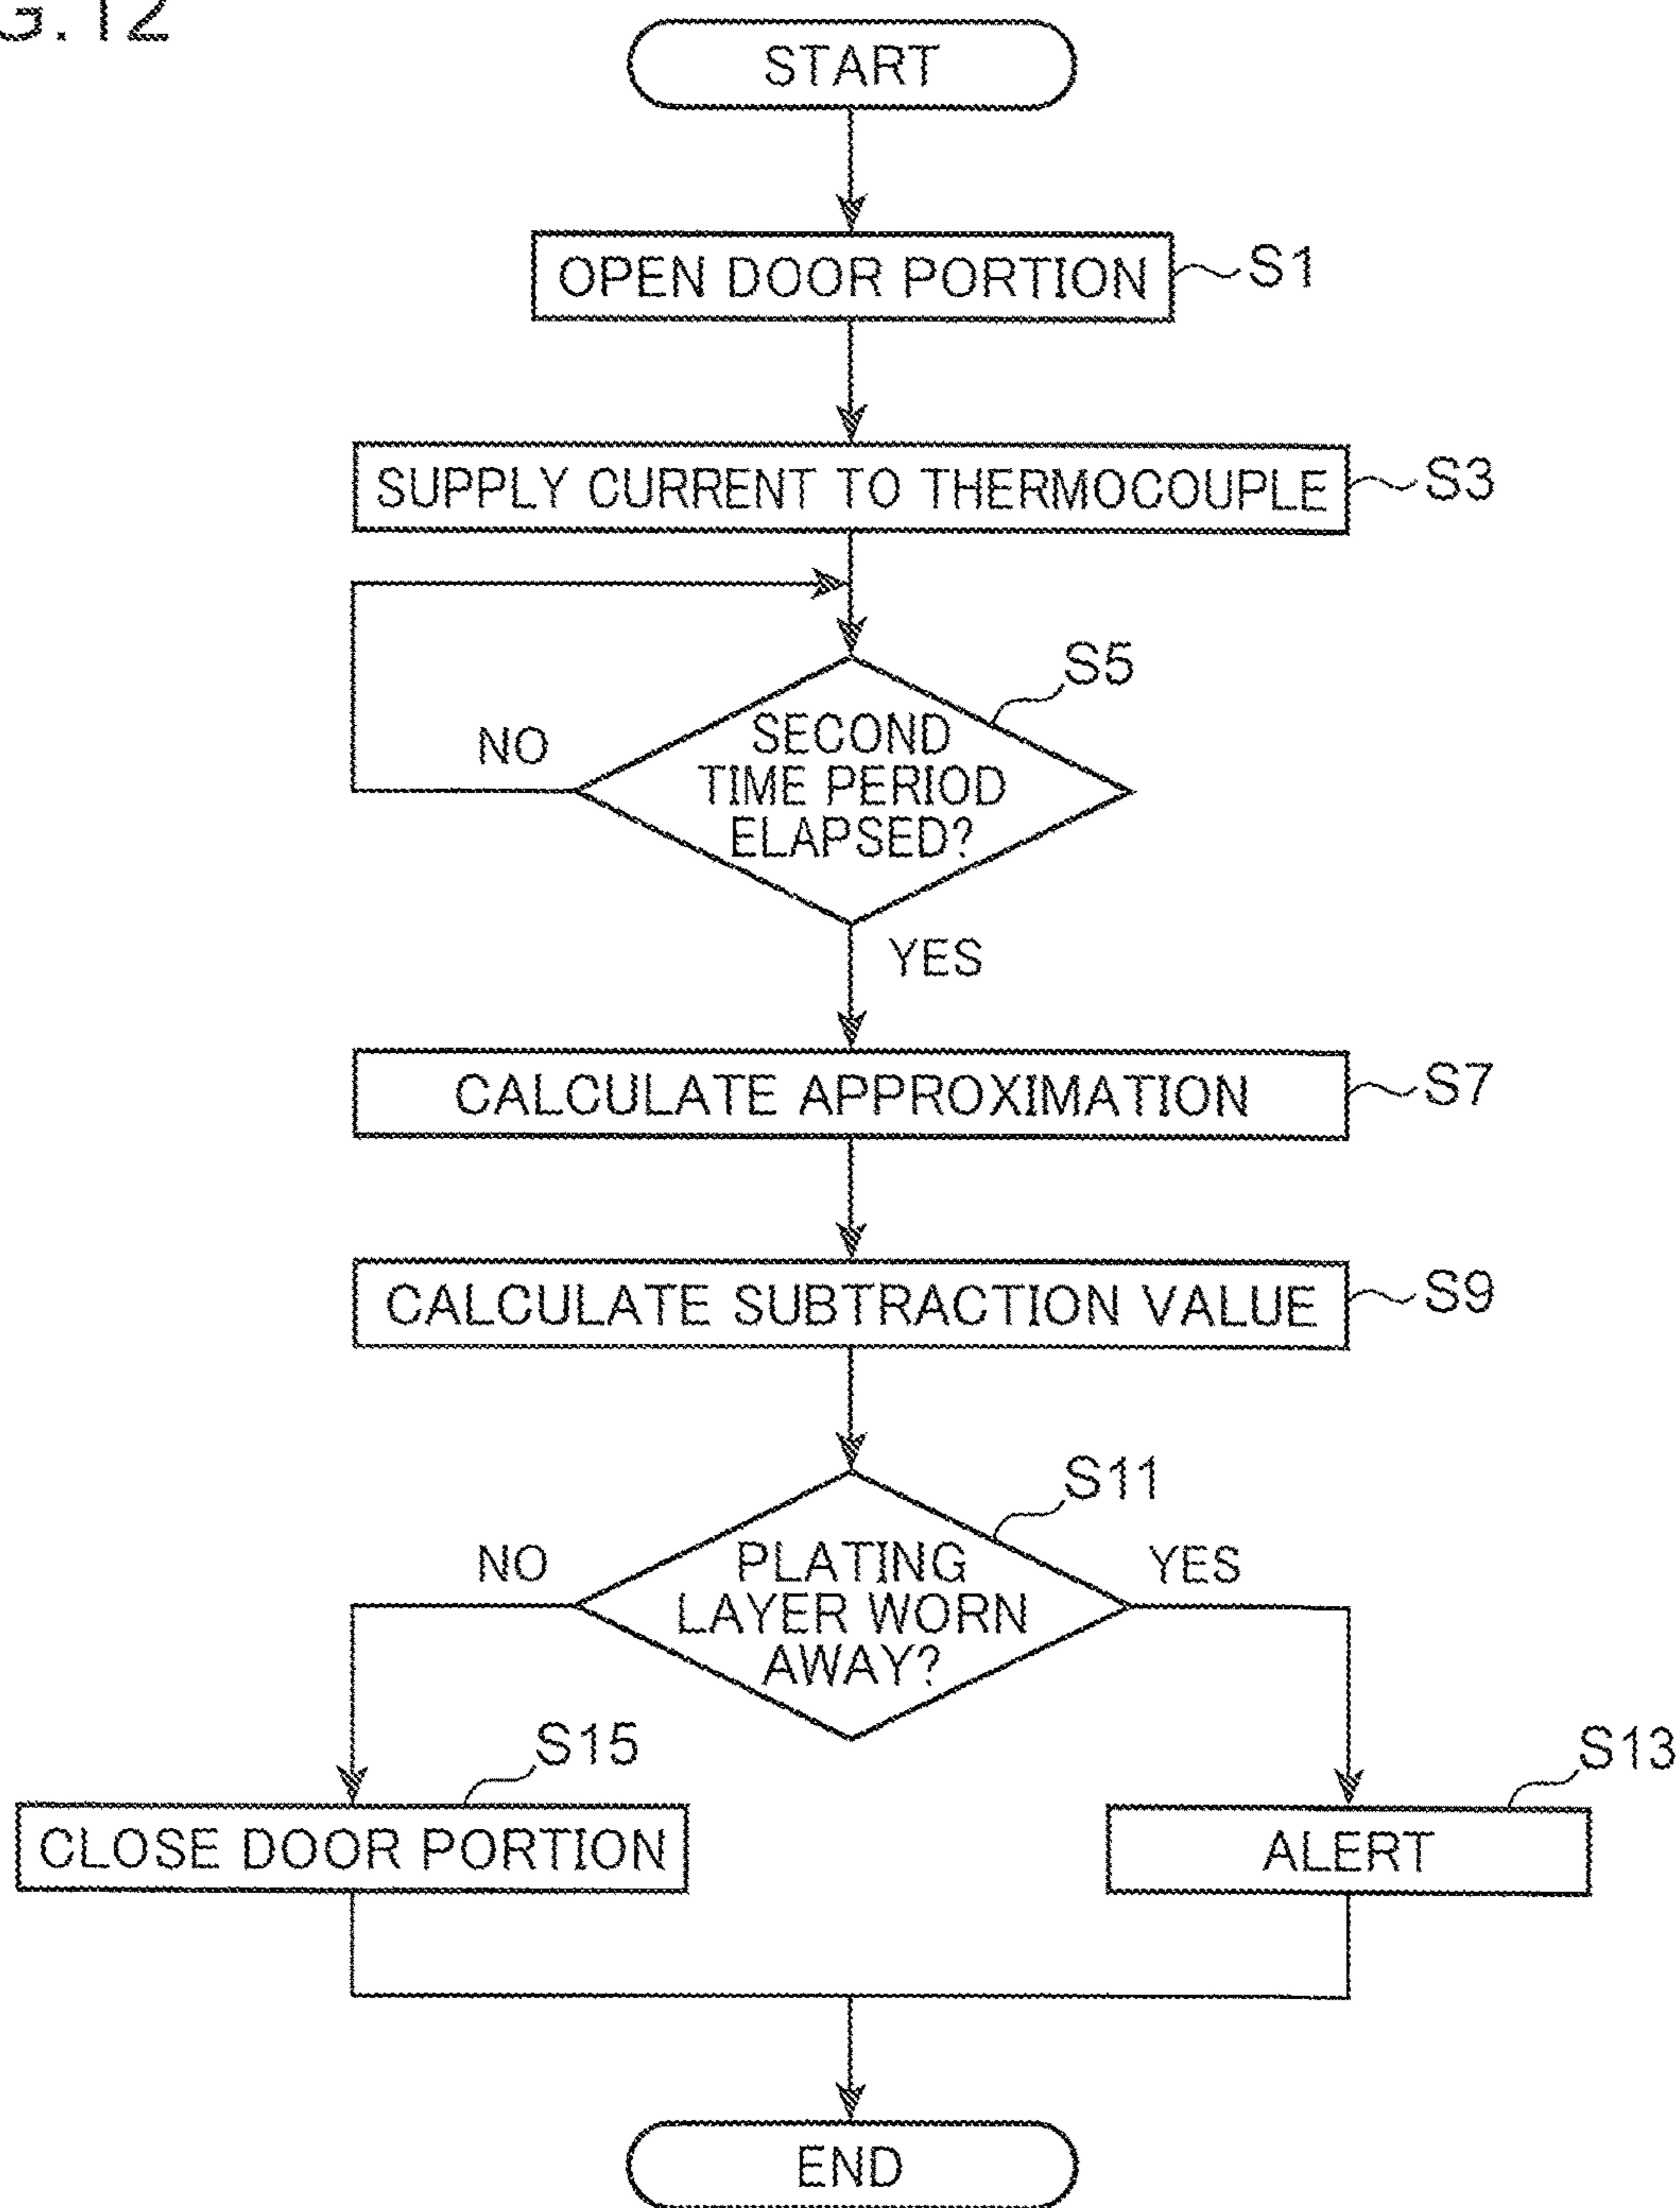 G.12
START
OPEN DOOR PORTION
S1
SUPPLY CURRENT TO THERMOCOUPLE
S3
S5
NO
SECOND
TIME PERIOD
ELAPSED?
YES
CALCULATE APPROXIMATION
S7
CALCULATE SUBTRACTION VALUE
S9
S11
NO
PLATING
LAYER WORN
AWAY?
YES
S15
S13
CLOSE DOOR PORTION
ALERT
END